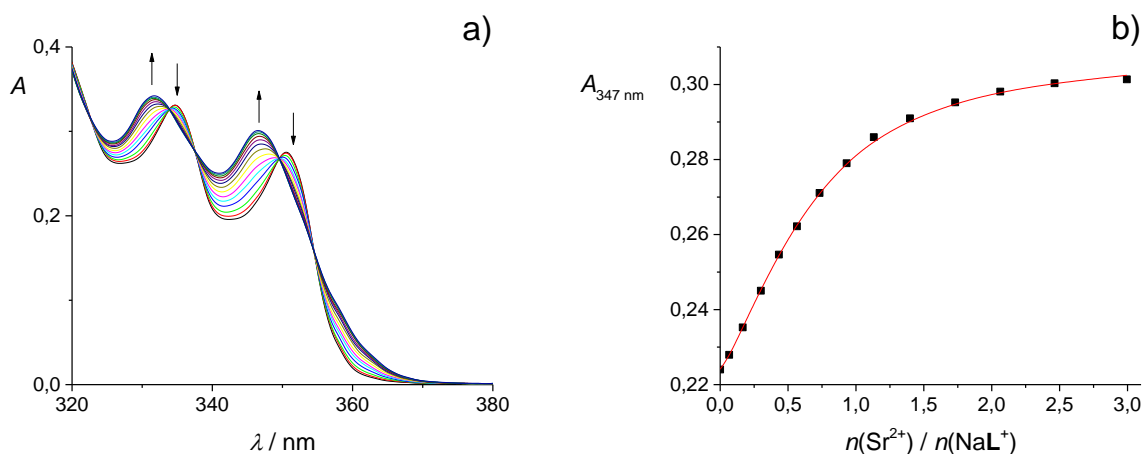 a)
0,4
A
0,2
0,0
320 340 360 380
λ / nm
b)
A347 nm
0,30
0,28
0,26
0,24
0,22
0,0 0,5 1,0 1,5 2,0 2,5 3,0
n(Sr²⁺) / n(NaL⁺)